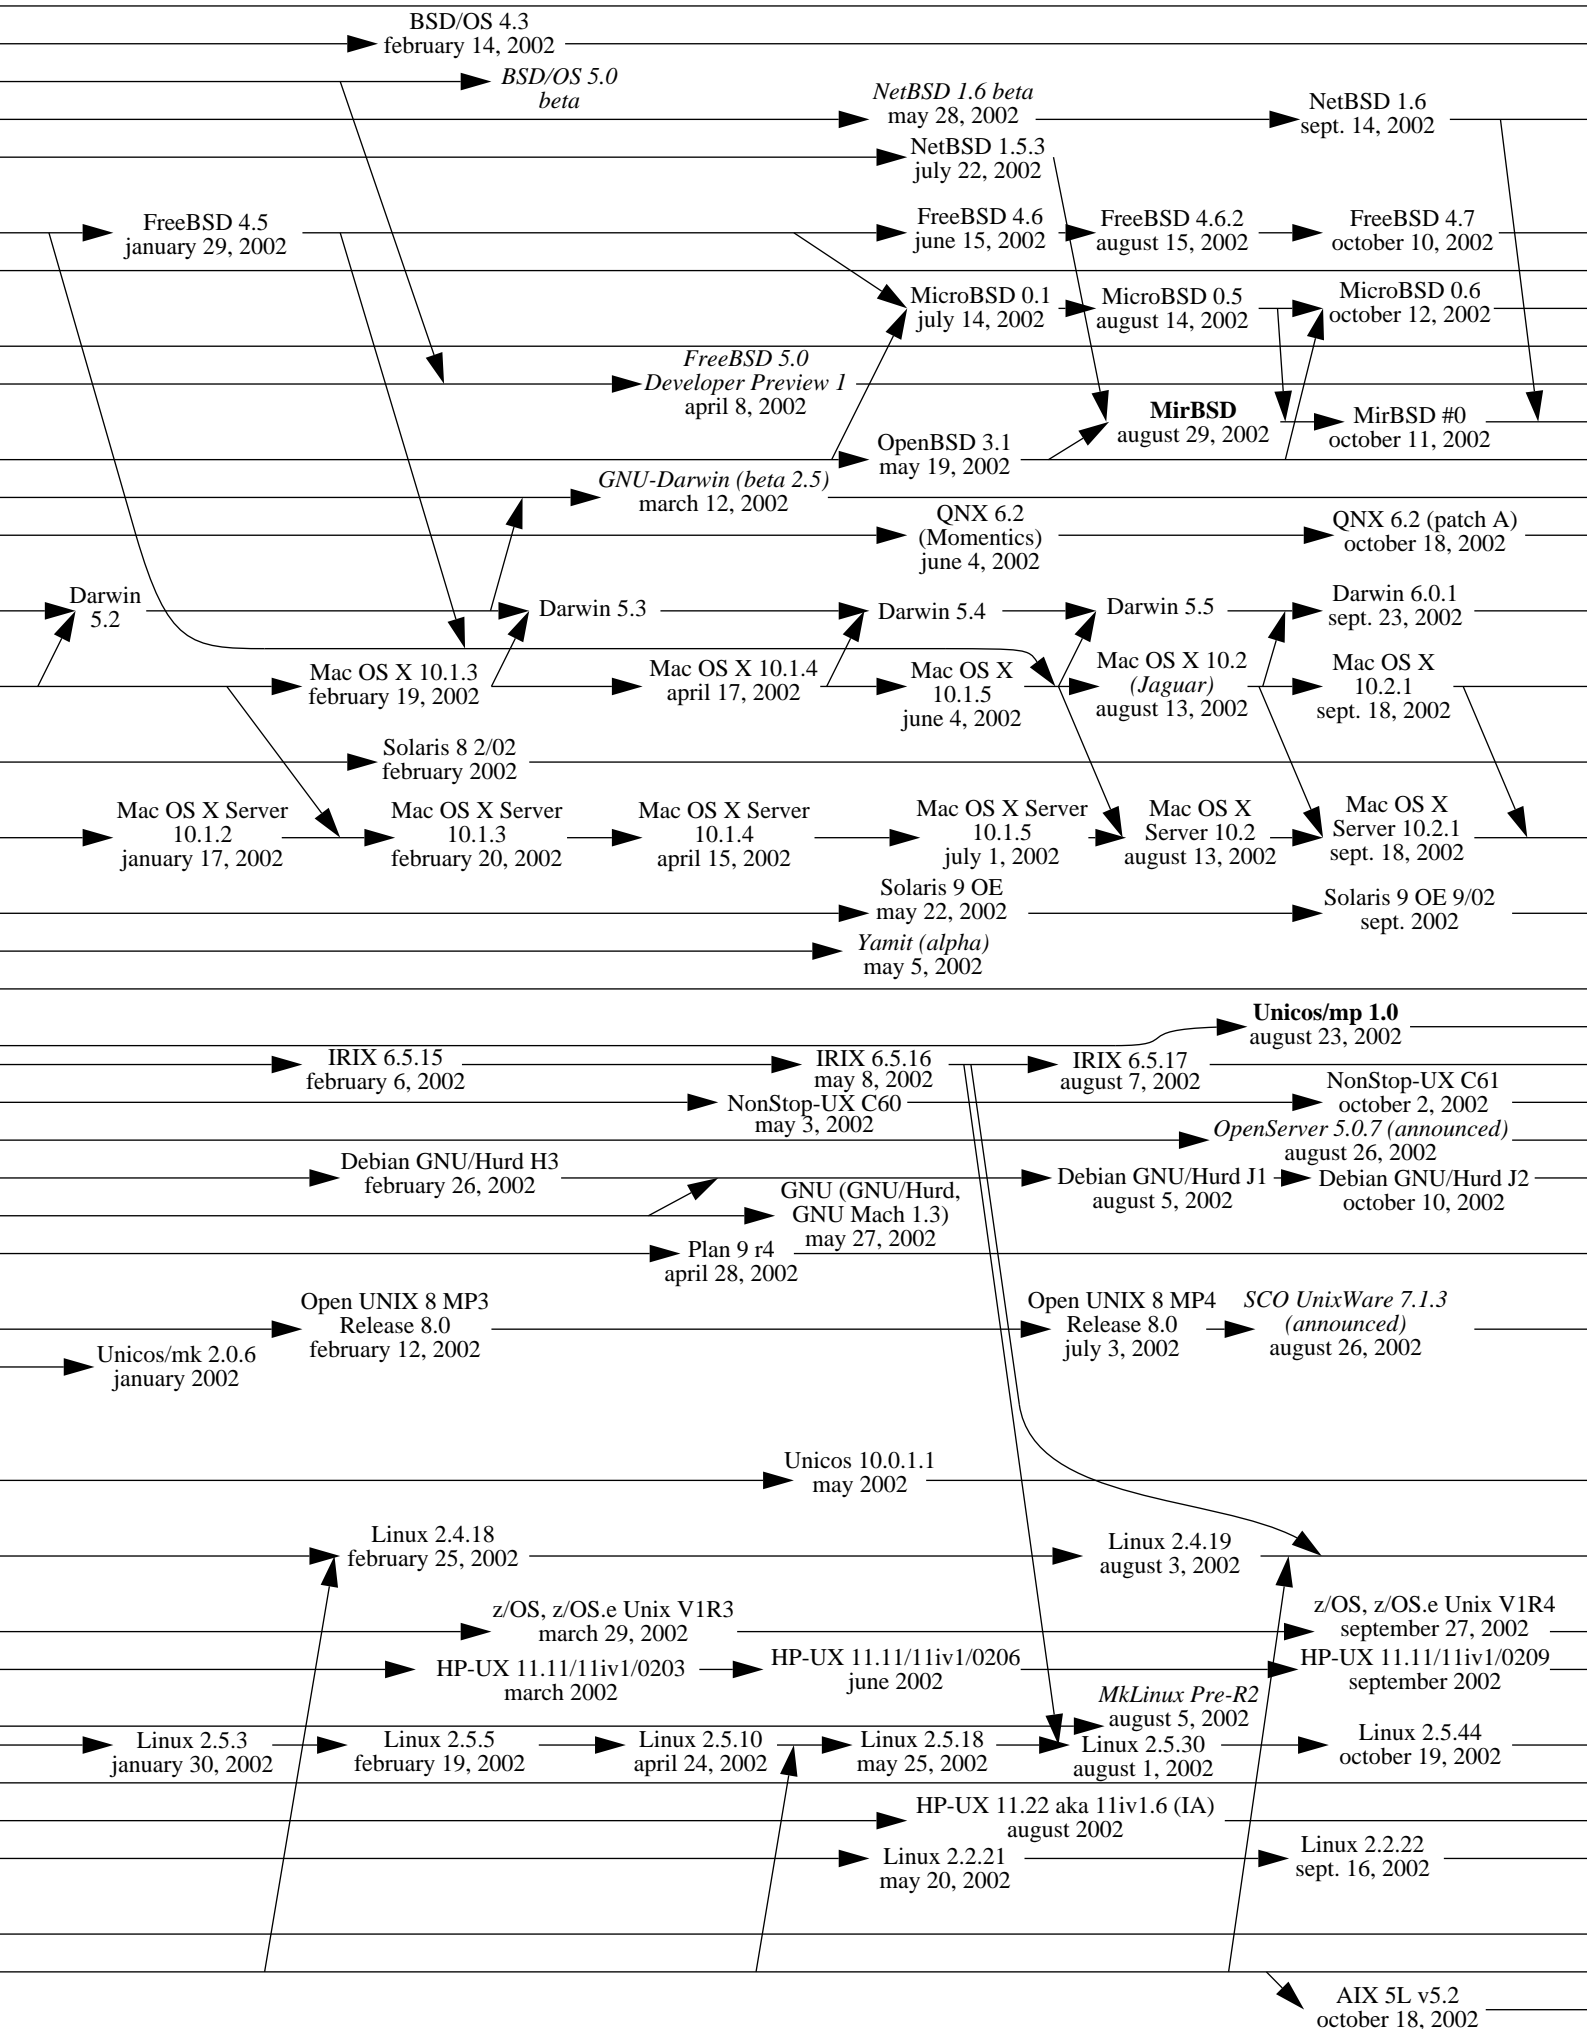 BSD/OS 4.3
february 14, 2002
BSD/OS 5.0
beta
NetBSD 1.6 beta
may 28, 2002
NetBSD 1.6
sept. 14, 2002
NetBSD 1.5.3
july 22, 2002
FreeBSD 4.5
january 29, 2002
FreeBSD 4.6
june 15, 2002
FreeBSD 4.6.2
august 15, 2002
FreeBSD 4.7
october 10, 2002
MicroBSD 0.1
july 14, 2002
MicroBSD 0.5
august 14, 2002
MicroBSD 0.6
october 12, 2002
FreeBSD 5.0
Developer Preview 1
april 8, 2002
MirBSD
august 29, 2002
MirBSD #0
october 11, 2002
OpenBSD 3.1
may 19, 2002
GNU-Darwin (beta 2.5)
march 12, 2002
QNX 6.2
(Momentics)
june 4, 2002
QNX 6.2 (patch A)
october 18, 2002
Darwin
5.2
Darwin 5.3
Darwin 5.4
Darwin 5.5
Darwin 6.0.1
sept. 23, 2002
Mac OS X 10.1.3
february 19, 2002
Mac OS X 10.1.4
april 17, 2002
Mac OS X
10.1.5
june 4, 2002
Mac OS X 10.2
(Jaguar)
august 13, 2002
Mac OS X
10.2.1
sept. 18, 2002
Solaris 8 2/02
february 2002
Mac OS X Server
10.1.2
january 17, 2002
Mac OS X Server
10.1.3
february 20, 2002
Mac OS X Server
10.1.4
april 15, 2002
Mac OS X Server
10.1.5
july 1, 2002
Mac OS X
Server 10.2
august 13, 2002
Mac OS X
Server 10.2.1
sept. 18, 2002
Solaris 9 OE
may 22, 2002
Solaris 9 OE 9/02
sept. 2002
Yamit (alpha)
may 5, 2002
Unicos/mp 1.0
august 23, 2002
IRIX 6.5.15
february 6, 2002
IRIX 6.5.16
may 8, 2002
IRIX 6.5.17
august 7, 2002
NonStop-UX C60
may 3, 2002
NonStop-UX C61
october 2, 2002
OpenServer 5.0.7 (announced)
august 26, 2002
Debian GNU/Hurd H3
february 26, 2002
Debian GNU/Hurd J1
august 5, 2002
Debian GNU/Hurd J2
october 10, 2002
GNU (GNU/Hurd,
GNU Mach 1.3)
may 27, 2002
Plan 9 r4
april 28, 2002
Open UNIX 8 MP3
Release 8.0
february 12, 2002
Open UNIX 8 MP4
Release 8.0
july 3, 2002
SCO UnixWare 7.1.3
(announced)
august 26, 2002
Unicos/mk 2.0.6
january 2002
Unicos 10.0.1.1
may 2002
Linux 2.4.18
february 25, 2002
Linux 2.4.19
august 3, 2002
z/OS, z/OS.e Unix V1R3
march 29, 2002
z/OS, z/OS.e Unix V1R4
september 27, 2002
HP-UX 11.11/11iv1/0203
march 2002
HP-UX 11.11/11iv1/0206
june 2002
HP-UX 11.11/11iv1/0209
september 2002
MkLinux Pre-R2
august 5, 2002
Linux 2.5.3
january 30, 2002
Linux 2.5.5
february 19, 2002
Linux 2.5.10
april 24, 2002
Linux 2.5.18
may 25, 2002
Linux 2.5.30
august 1, 2002
Linux 2.5.44
october 19, 2002
HP-UX 11.22 aka 11iv1.6 (IA)
august 2002
Linux 2.2.21
may 20, 2002
Linux 2.2.22
sept. 16, 2002
AIX 5L v5.2
october 18, 2002